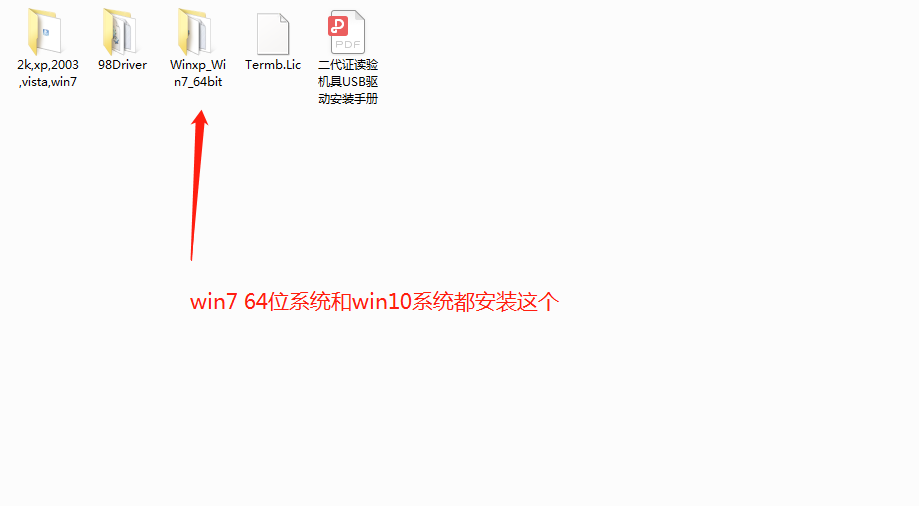 2k,xp,2003 98Driver Winxp_Wi Termb.Lic 二代证读验
,vista,win7 n7_64bit 机具USB驱
动安装手册
PDF
win7 64位系统和win10系统都安装这个